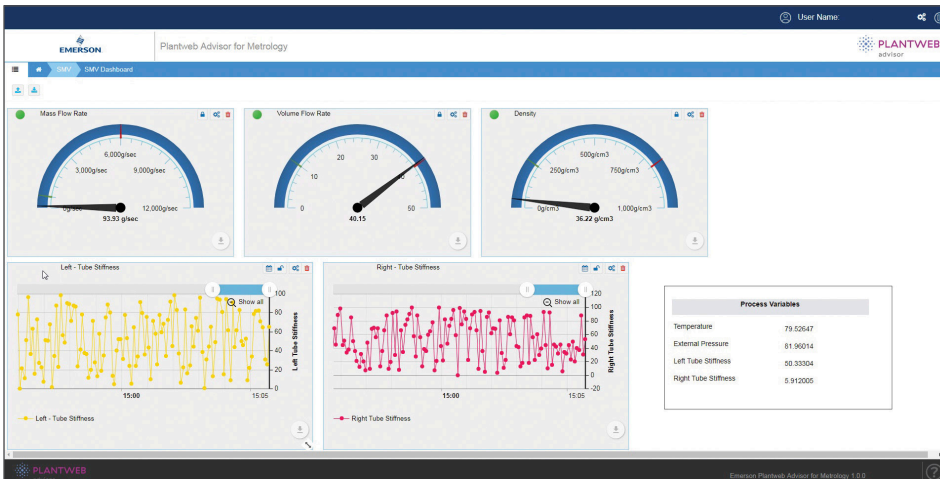 User Name:
EMERSON
Plantweb Advisor for Metrology
PLANTWEB
advisor
SMV
SMV Dashboard
Mass Flow Rate
6,000g/sec
3,000g/sec
9,000g/sec
0g/sec
12,000g/sec
93.93 g/sec
Volume Flow Rate
20
30
10
0
50
40.15
Density
500g/cm3
250g/cm3
750g/cm3
0g/cm3
1,000g/cm3
36.22 g/cm3
Left - Tube Stiffness
Show all
100
80
60
40
20
0
Left Tube Stiffness
15:00
15:05
Left - Tube Stiffness
Right - Tube Stiffness
Show all
120
100
80
60
40
20
0
-20
Right Tube Stiffness
15:00
15:05
Right Tube Stiffness
Process Variables
Temperature 79.52647
External Pressure 81.96014
Left Tube Stiffness 50.33304
Right Tube Stiffness 5.912005
PLANTWEB
Emerson Plantweb Advisor for Metrology 1.0.0